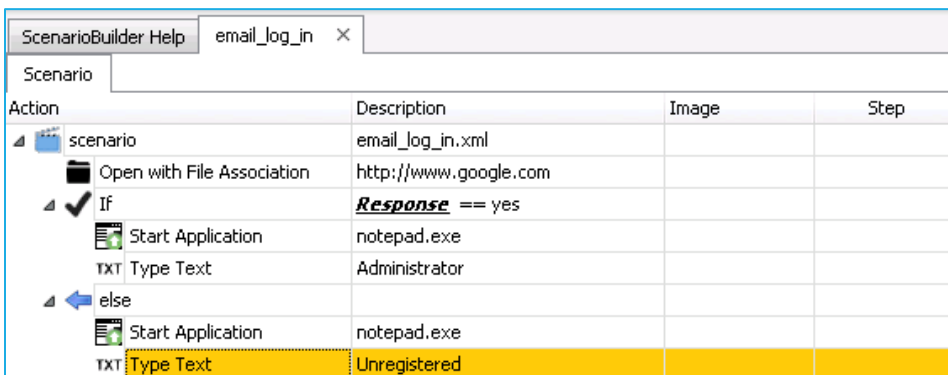 ScenarioBuilder Help email_log_in ×
Scenario
Action Description Image Step
scenario email_log_in.xml
Open with File Association http://www.google.com
If Response == yes
Start Application notepad.exe
TXT Type Text Administrator
else
Start Application notepad.exe
TXT Type Text Unregistered